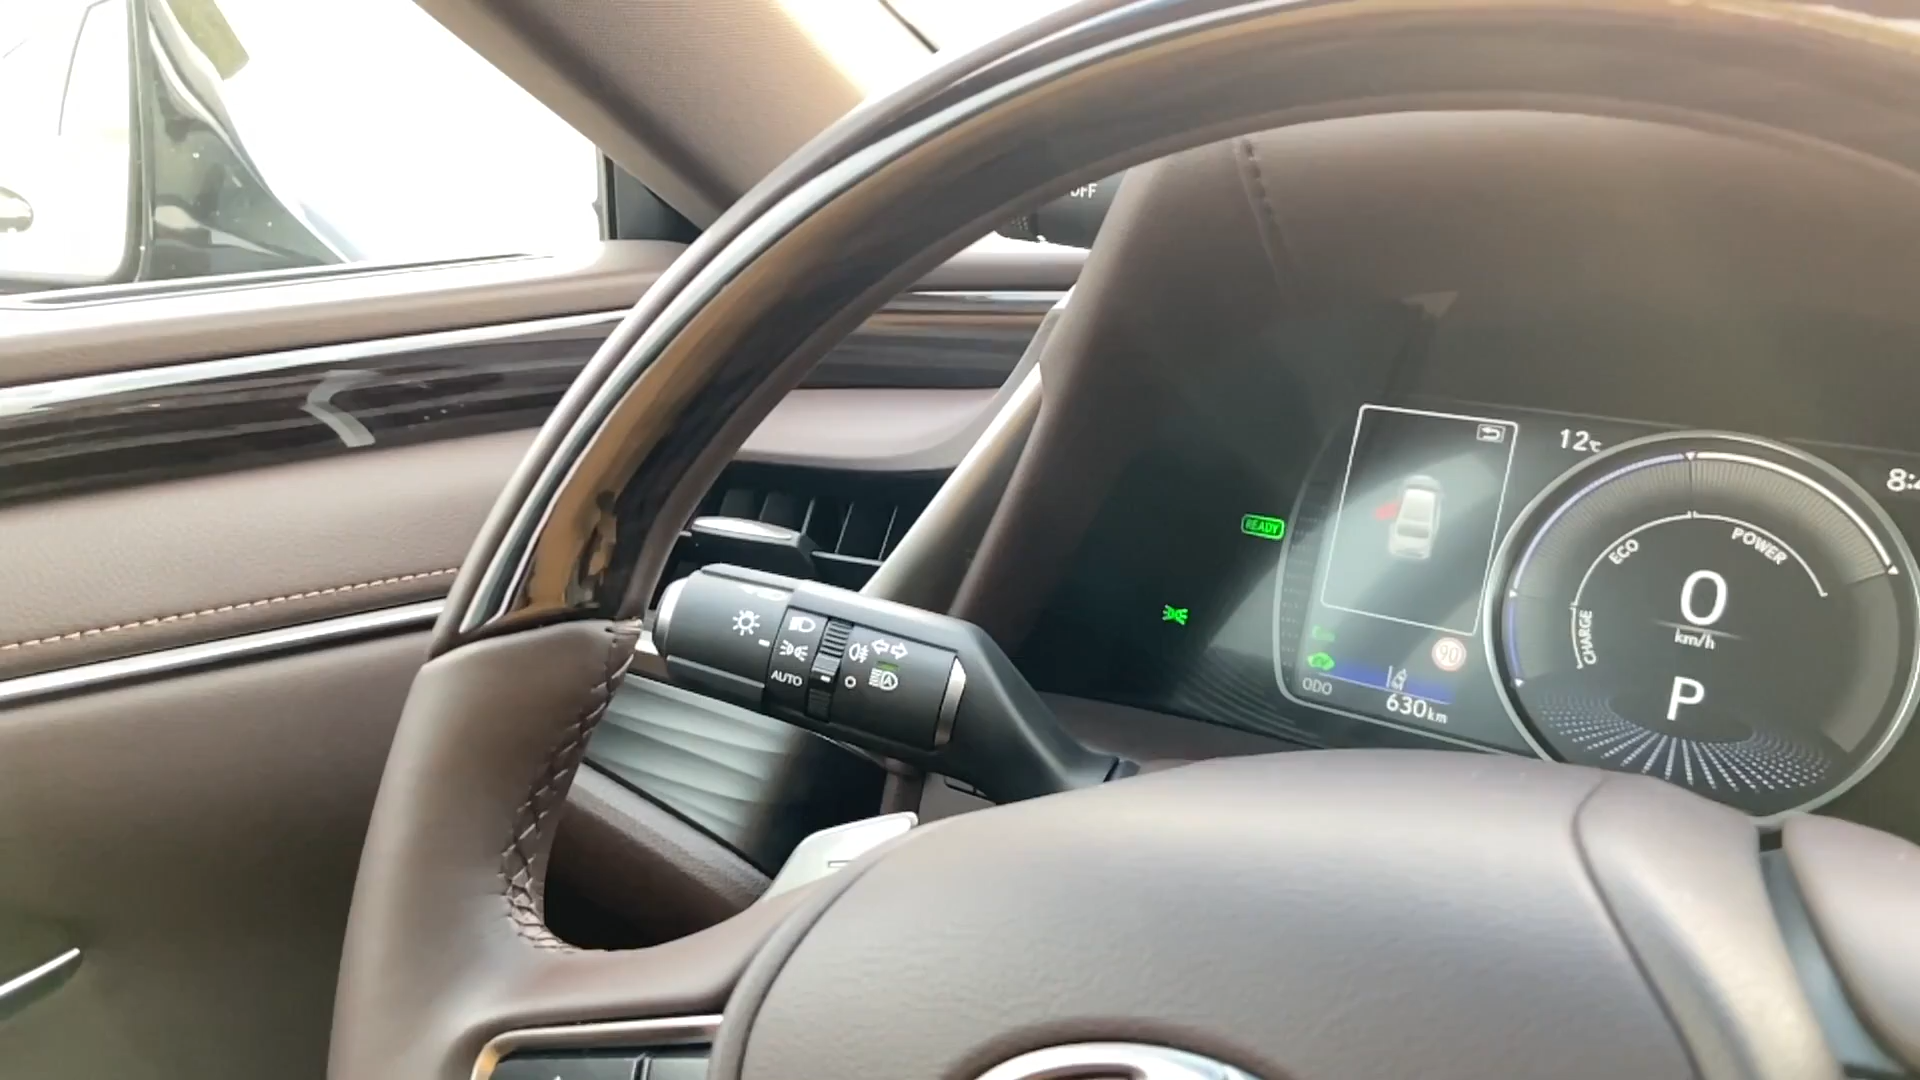 12℃
READY
ECO
POWER
CHARGE
0
km/h
P
90
ODO
630km
AUTO
A